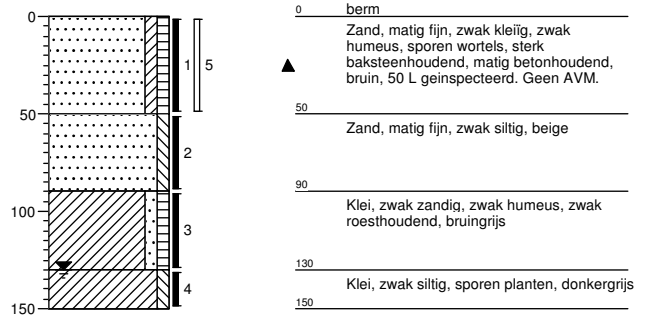 0
50
100
150
1
5
2
3
4
0
berm
Zand, matig fijn, zwak kleiïg, zwak
humeus, sporen wortels, sterk
baksteenhoudend, matig betonhoudend,
bruin, 50 L geinspecteerd. Geen AVM.
50
Zand, matig fijn, zwak siltig, beige
90
Klei, zwak zandig, zwak humeus, zwak
roesthoudend, bruingrijs
130
Klei, zwak siltig, sporen planten, donkergrijs
150